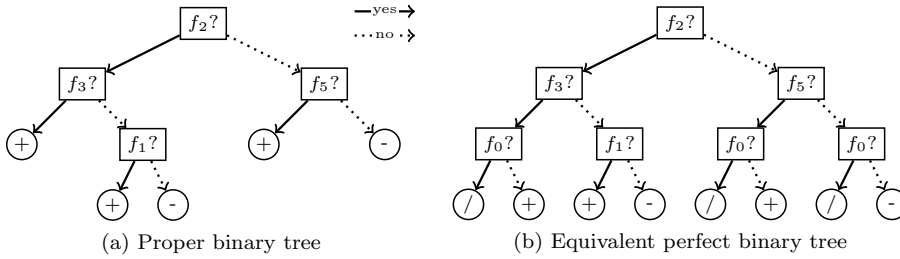 f₂? yes f₂?
no
f₃? f₅? f₃? f₅?
+ f₁? + - f₀? f₁? f₀? f₀?
+ - / + + - / + / -
(a) Proper binary tree (b) Equivalent perfect binary tree